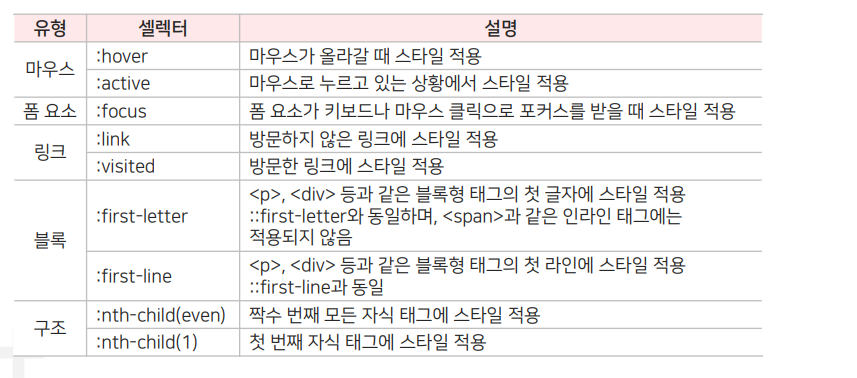 유형 셀렉터 설명
마우스 :hover 마우스가 올라갈 때 스타일 적용
:active 마우스로 누르고 있는 상황에서 스타일 적용
폼 요소 :focus 폼 요소가 키보드나 마우스 클릭으로 포커스를 받을 때 스타일 적용
링크 :link 방문하지 않은 링크에 스타일 적용
:visited 방문한 링크에 스타일 적용
블록 :first-letter <p>, <div> 등과 같은 블록형 태그의 첫 글자에 스타일 적용
::first-letter와 동일하며, <span>과 같은 인라인 태그에는
적용되지 않음
:first-line <p>, <div> 등과 같은 블록형 태그의 첫 라인에 스타일 적용
::first-line과 동일
구조 :nth-child(even) 짝수 번째 모든 자식 태그에 스타일 적용
:nth-child(1) 첫 번째 자식 태그에 스타일 적용